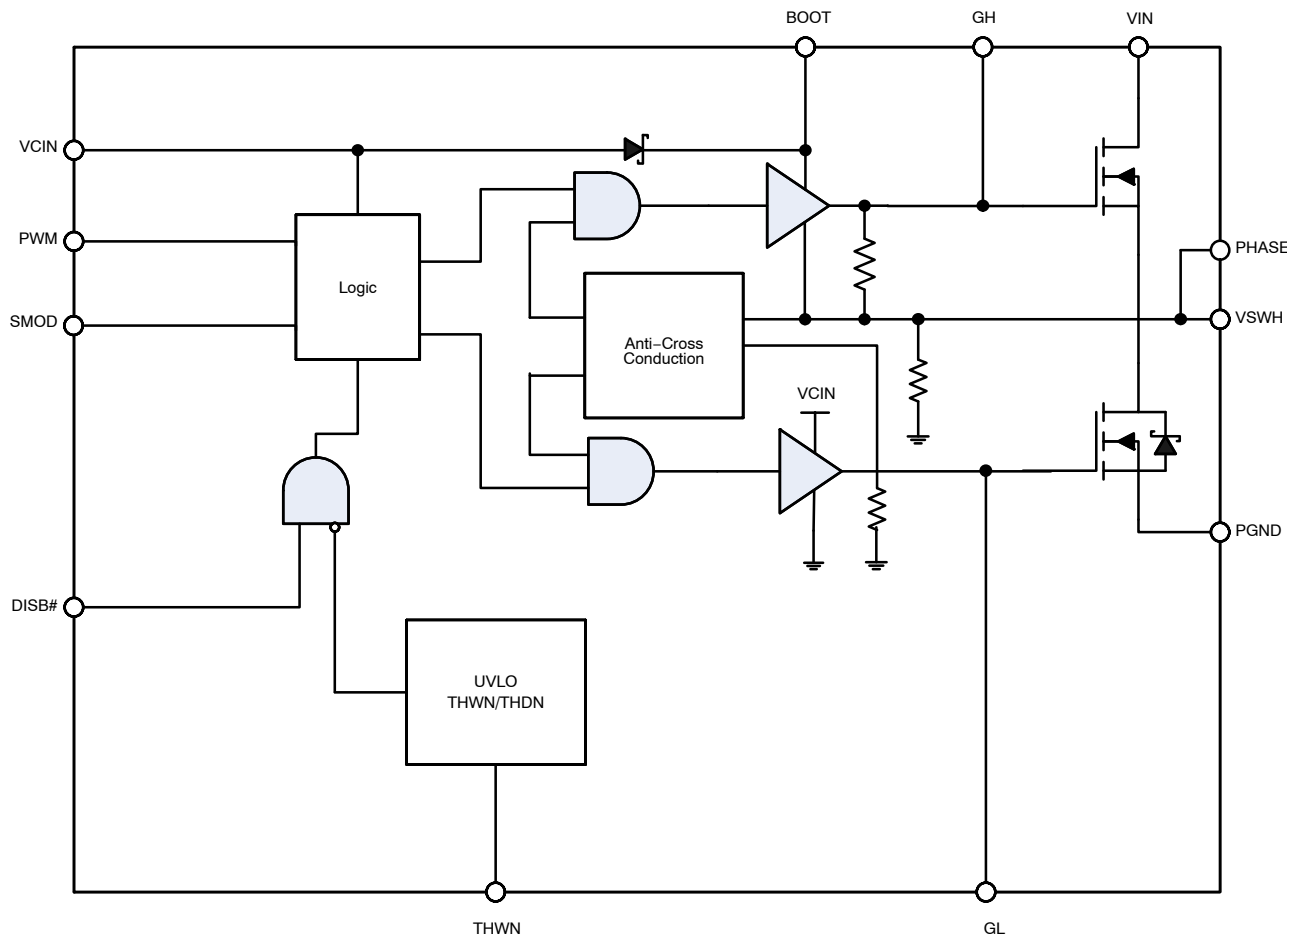 BOOT
GH
VIN
VCIN
PWM
SMOD
Logic
PHASE
VSWH
Anti−Cross
Conduction
VCIN
PGND
DISB#
UVLO
THWN/THDN
THWN
GL